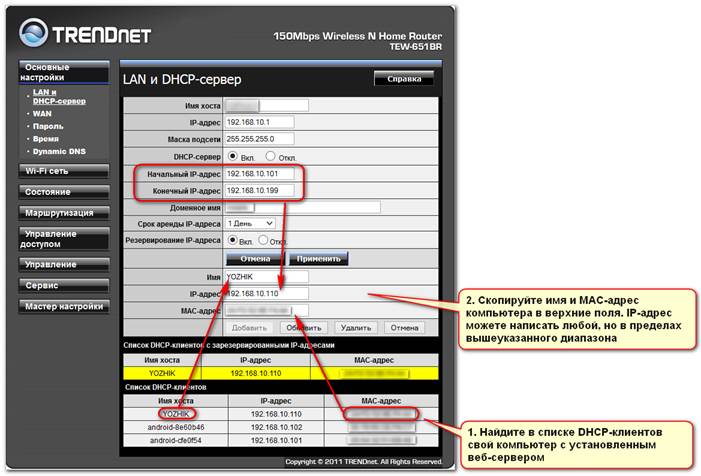 TRENDNET
150Mbps Wireless N Home Router
TEW-651BR
Основные настройки
LAN и DHCP-сервер
WAN
Пароль
Время
Dynamic DNS
Wi-Fi сеть
Состояние
Маршрутизация
Управление доступом
Управление
Сервис
Мастер настройки
LAN и DHCP-сервер
Справка
Имя хоста
IP-адрес 192.168.10.1
Маска подсети 255.255.255.0
DHCP-сервер Вкл. Откл.
Начальный IP-адрес 192.168.10.101
Конечный IP-адрес 192.168.10.199
Доменное имя
Срок аренды IP-адреса 1 День
Резервирование IP-адреса Вкл. Откл.
Отмена Применить
Имя YOZHIK
IP-адрес 192.168.10.110
MAC-адрес
Добавить Обновить Удалить Отмена
Список DHCP-клиентов с зарезервированными IP-адресами
Имя хоста IP-адрес MAC-адрес
YOZHIK 192.168.10.110
Список DHCP-клиентов
Имя хоста IP-адрес MAC-адрес
YOZHIK 192.168.10.110
android-8e60b46 192.168.10.102
android-cfe0f54 192.168.10.101
Copyright © 2011 TRENDnet. All Rights Reserved.
2. Скопируйте имя и MAC-адрес
компьютера в верхние поля. IP-адрес
можете написать любой, но в пределах
вышеуказанного диапазона
1. Найдите в списке DHCP-клиентов
свой компьютер с установленным
веб-сервером